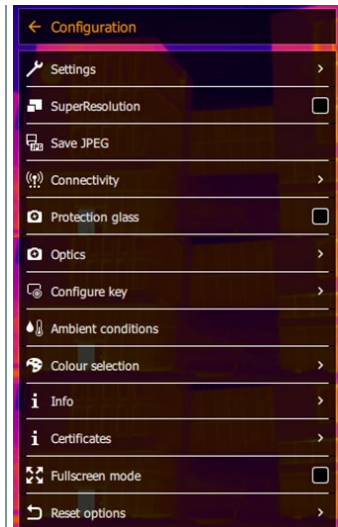 Configuration
Settings
SuperResolution
JPEG
Save JPEG
Connectivity
Protection glass
Optics
Configure key
Ambient conditions
Colour selection
Info
Certificates
Fullscreen mode
Reset options